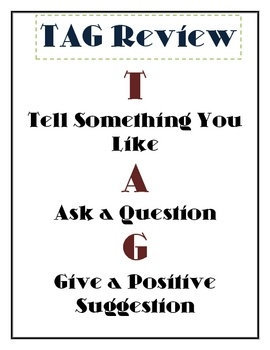 TAG Review
T
Tell Something You
Like
A
Ask a Question
G
Give a Positive
Suggestion